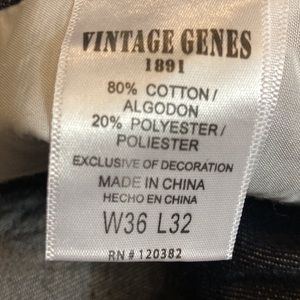 VINTAGE GENES
1891
80% COTTON/
ALGODON
20% POLYESTER/
POLIESTER
EXCLUSIVE OF DECORATION
MADE IN CHINA
HECHO EN CHINA
W36 L32
RN # 120382